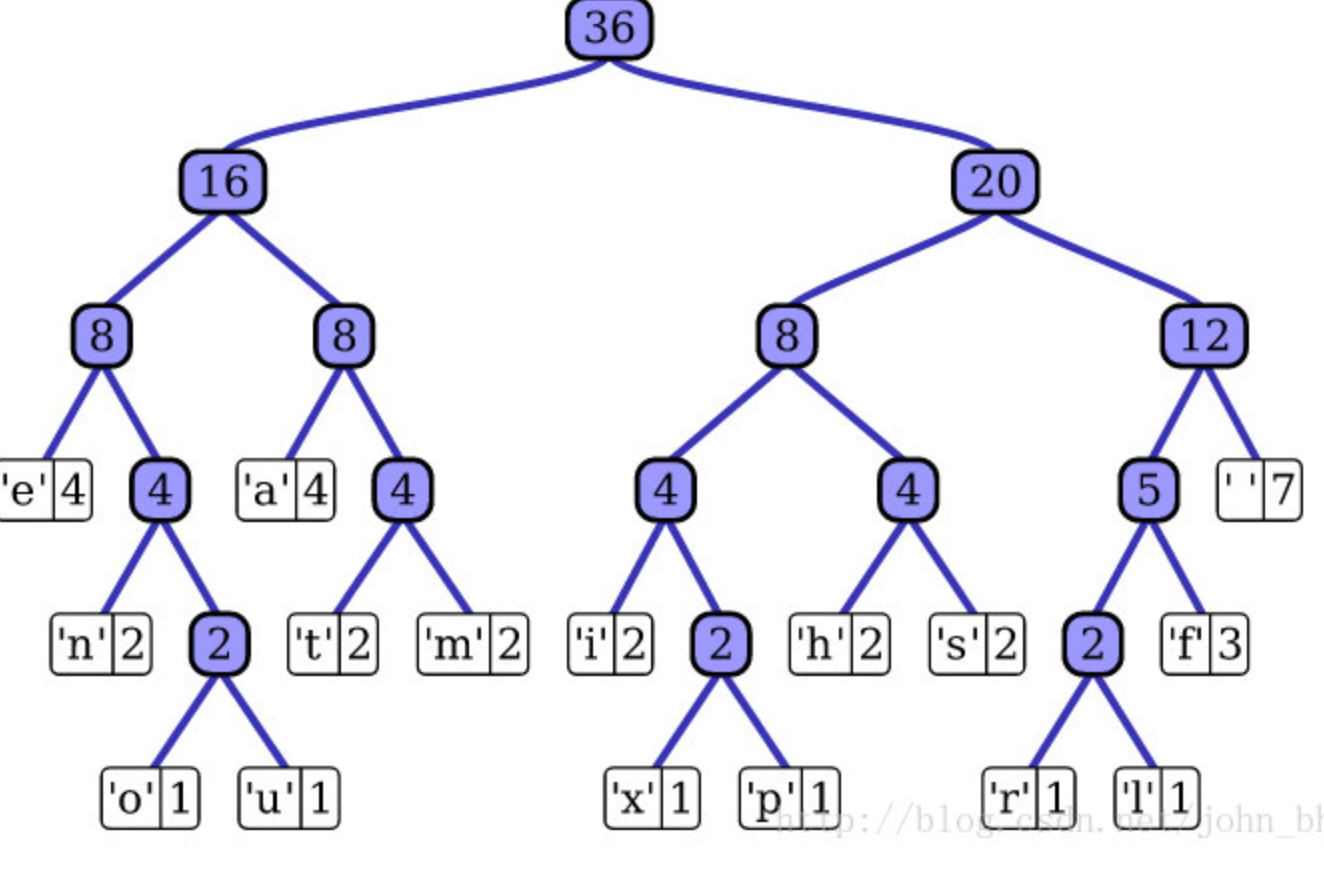 36
16 20
8 8 8 12
'e' 4 4 'a' 4 4 4 4 5 ' ' 7
'n' 2 2 't' 2 'm' 2 'i' 2 2 'h' 2 's' 2 2 'f' 3
'o' 1 'u' 1 'x' 1 'p' 1 'r' 1 'l' 1
http://blog.csdn.net/john_bh